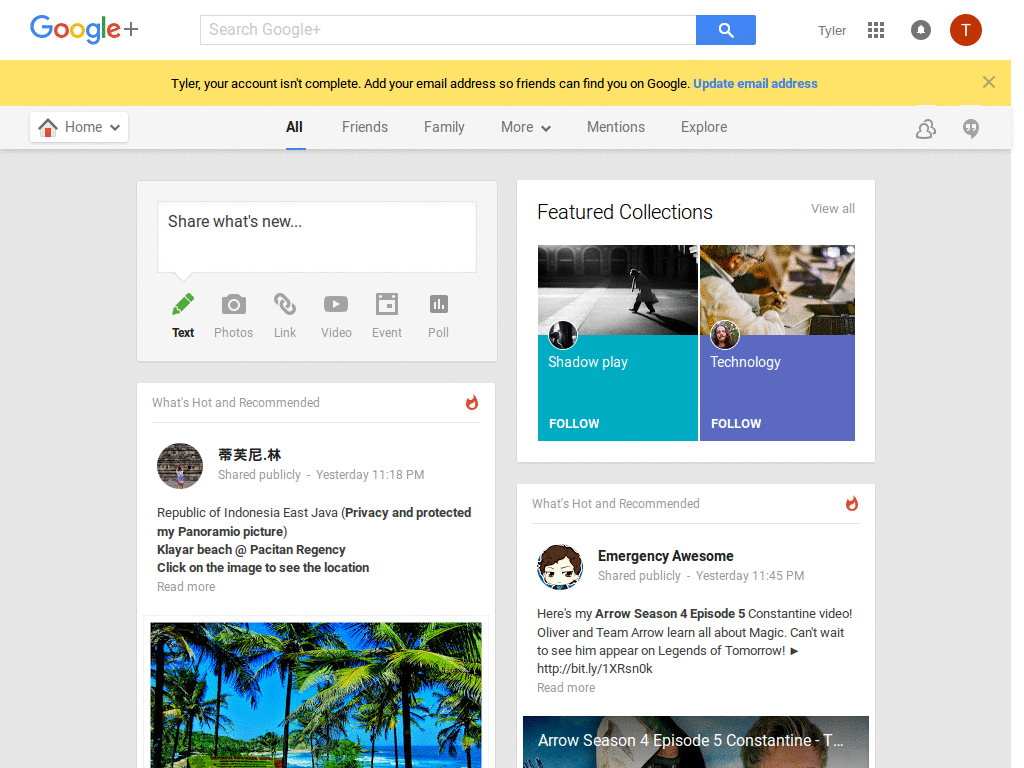 Google+
Search Google+
Tyler
T
Tyler, your account isn't complete. Add your email address so friends can find you on Google. Update email address
Home
All
Friends
Family
More
Mentions
Explore
Share what's new...
Text
Photos
Link
Video
Event
Poll
Featured Collections
View all
Shadow play
FOLLOW
Technology
FOLLOW
What's Hot and Recommended
蒂芙尼.林
Shared publicly - Yesterday 11:18 PM
Republic of Indonesia East Java (Privacy and protected
my Panoramio picture)
Klayar beach @ Pacitan Regency
Click on the image to see the location
Read more
What's Hot and Recommended
Emergency Awesome
Shared publicly - Yesterday 11:45 PM
Here's my Arrow Season 4 Episode 5 Constantine video!
Oliver and Team Arrow learn all about Magic. Can't wait
to see him appear on Legends of Tomorrow! ►
http://bit.ly/1XRsn0k
Read more
Arrow Season 4 Episode 5 Constantine - T...